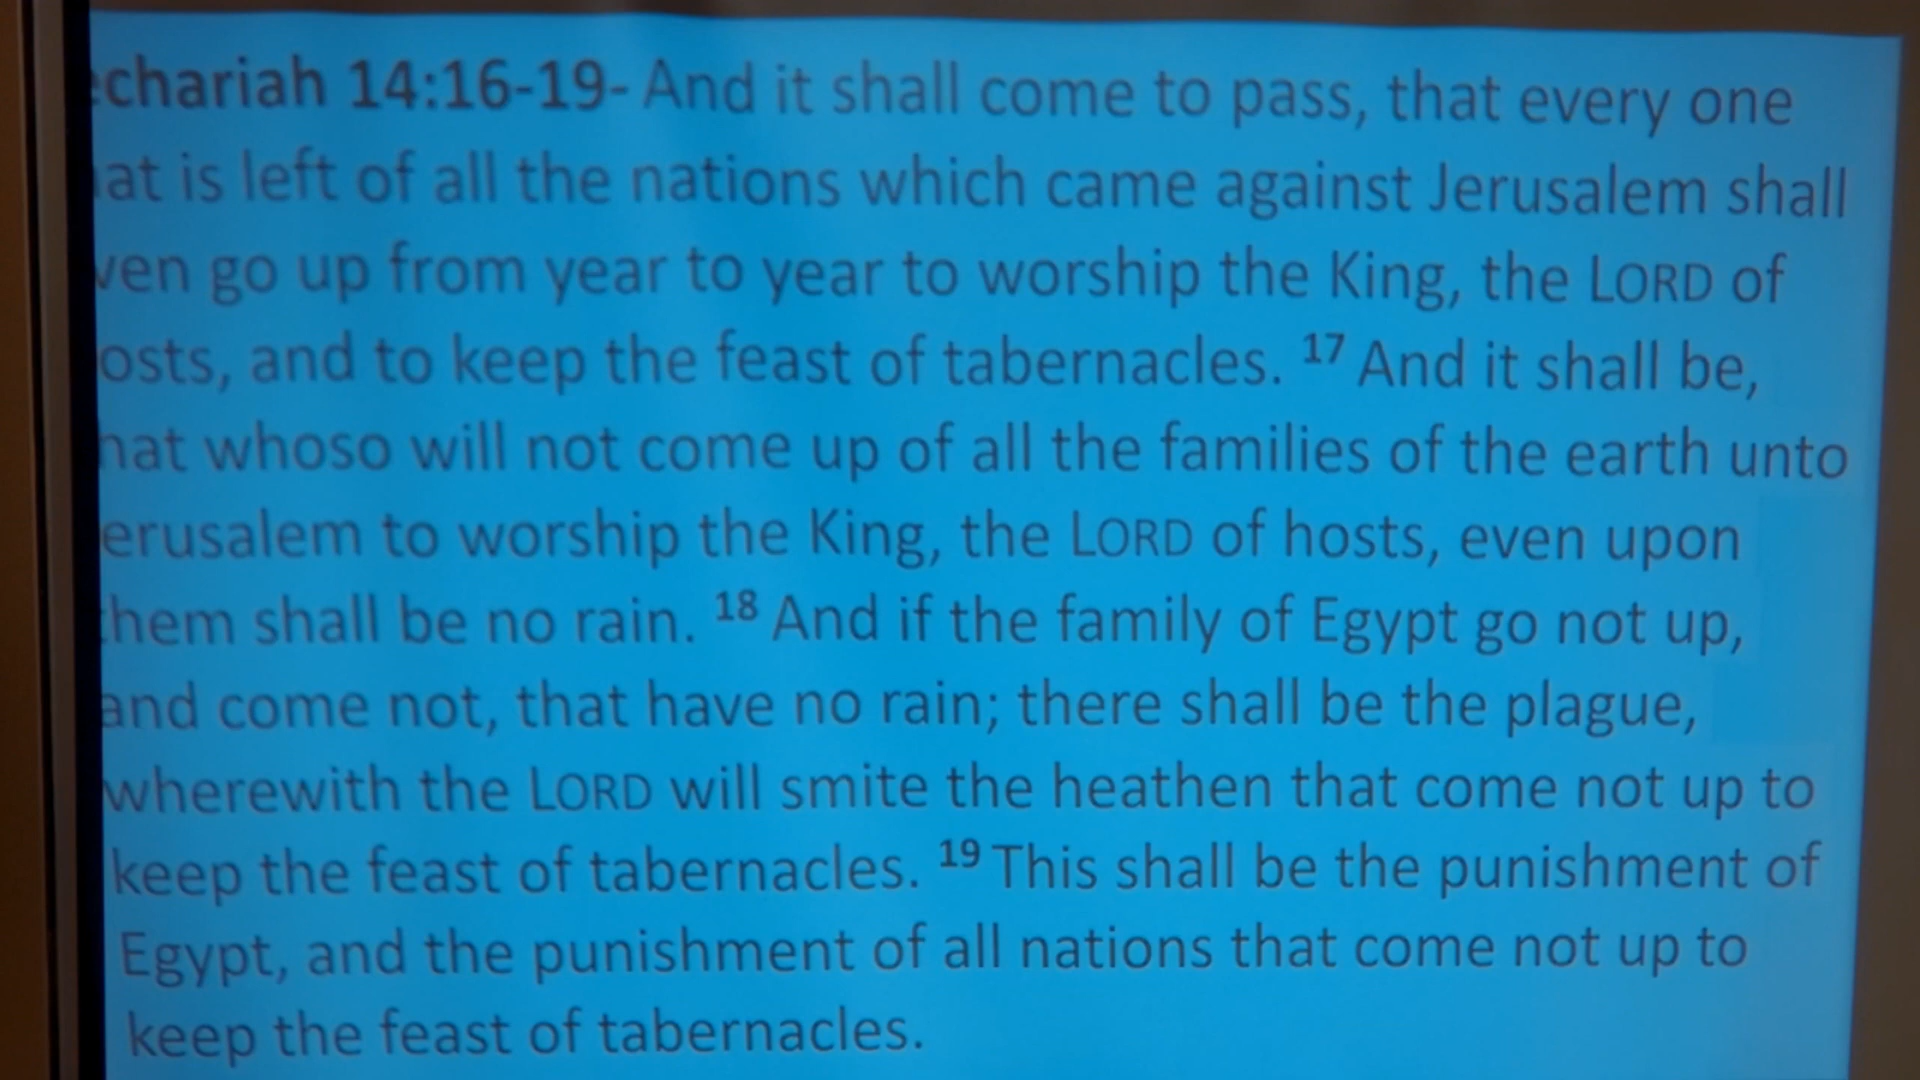 echariah 14:16-19- And it shall come to pass, that every one
at is left of all the nations which came against Jerusalem shall
ven go up from year to year to worship the King, the LORD of
osts, and to keep the feast of tabernacles. 17 And it shall be,
hat whoso will not come up of all the families of the earth unto
erusalem to worship the King, the LORD of hosts, even upon
them shall be no rain. 18 And if the family of Egypt go not up,
and come not, that have no rain; there shall be the plague,
wherewith the LORD will smite the heathen that come not up to
keep the feast of tabernacles. 19 This shall be the punishment of
Egypt, and the punishment of all nations that come not up to
keep the feast of tabernacles.